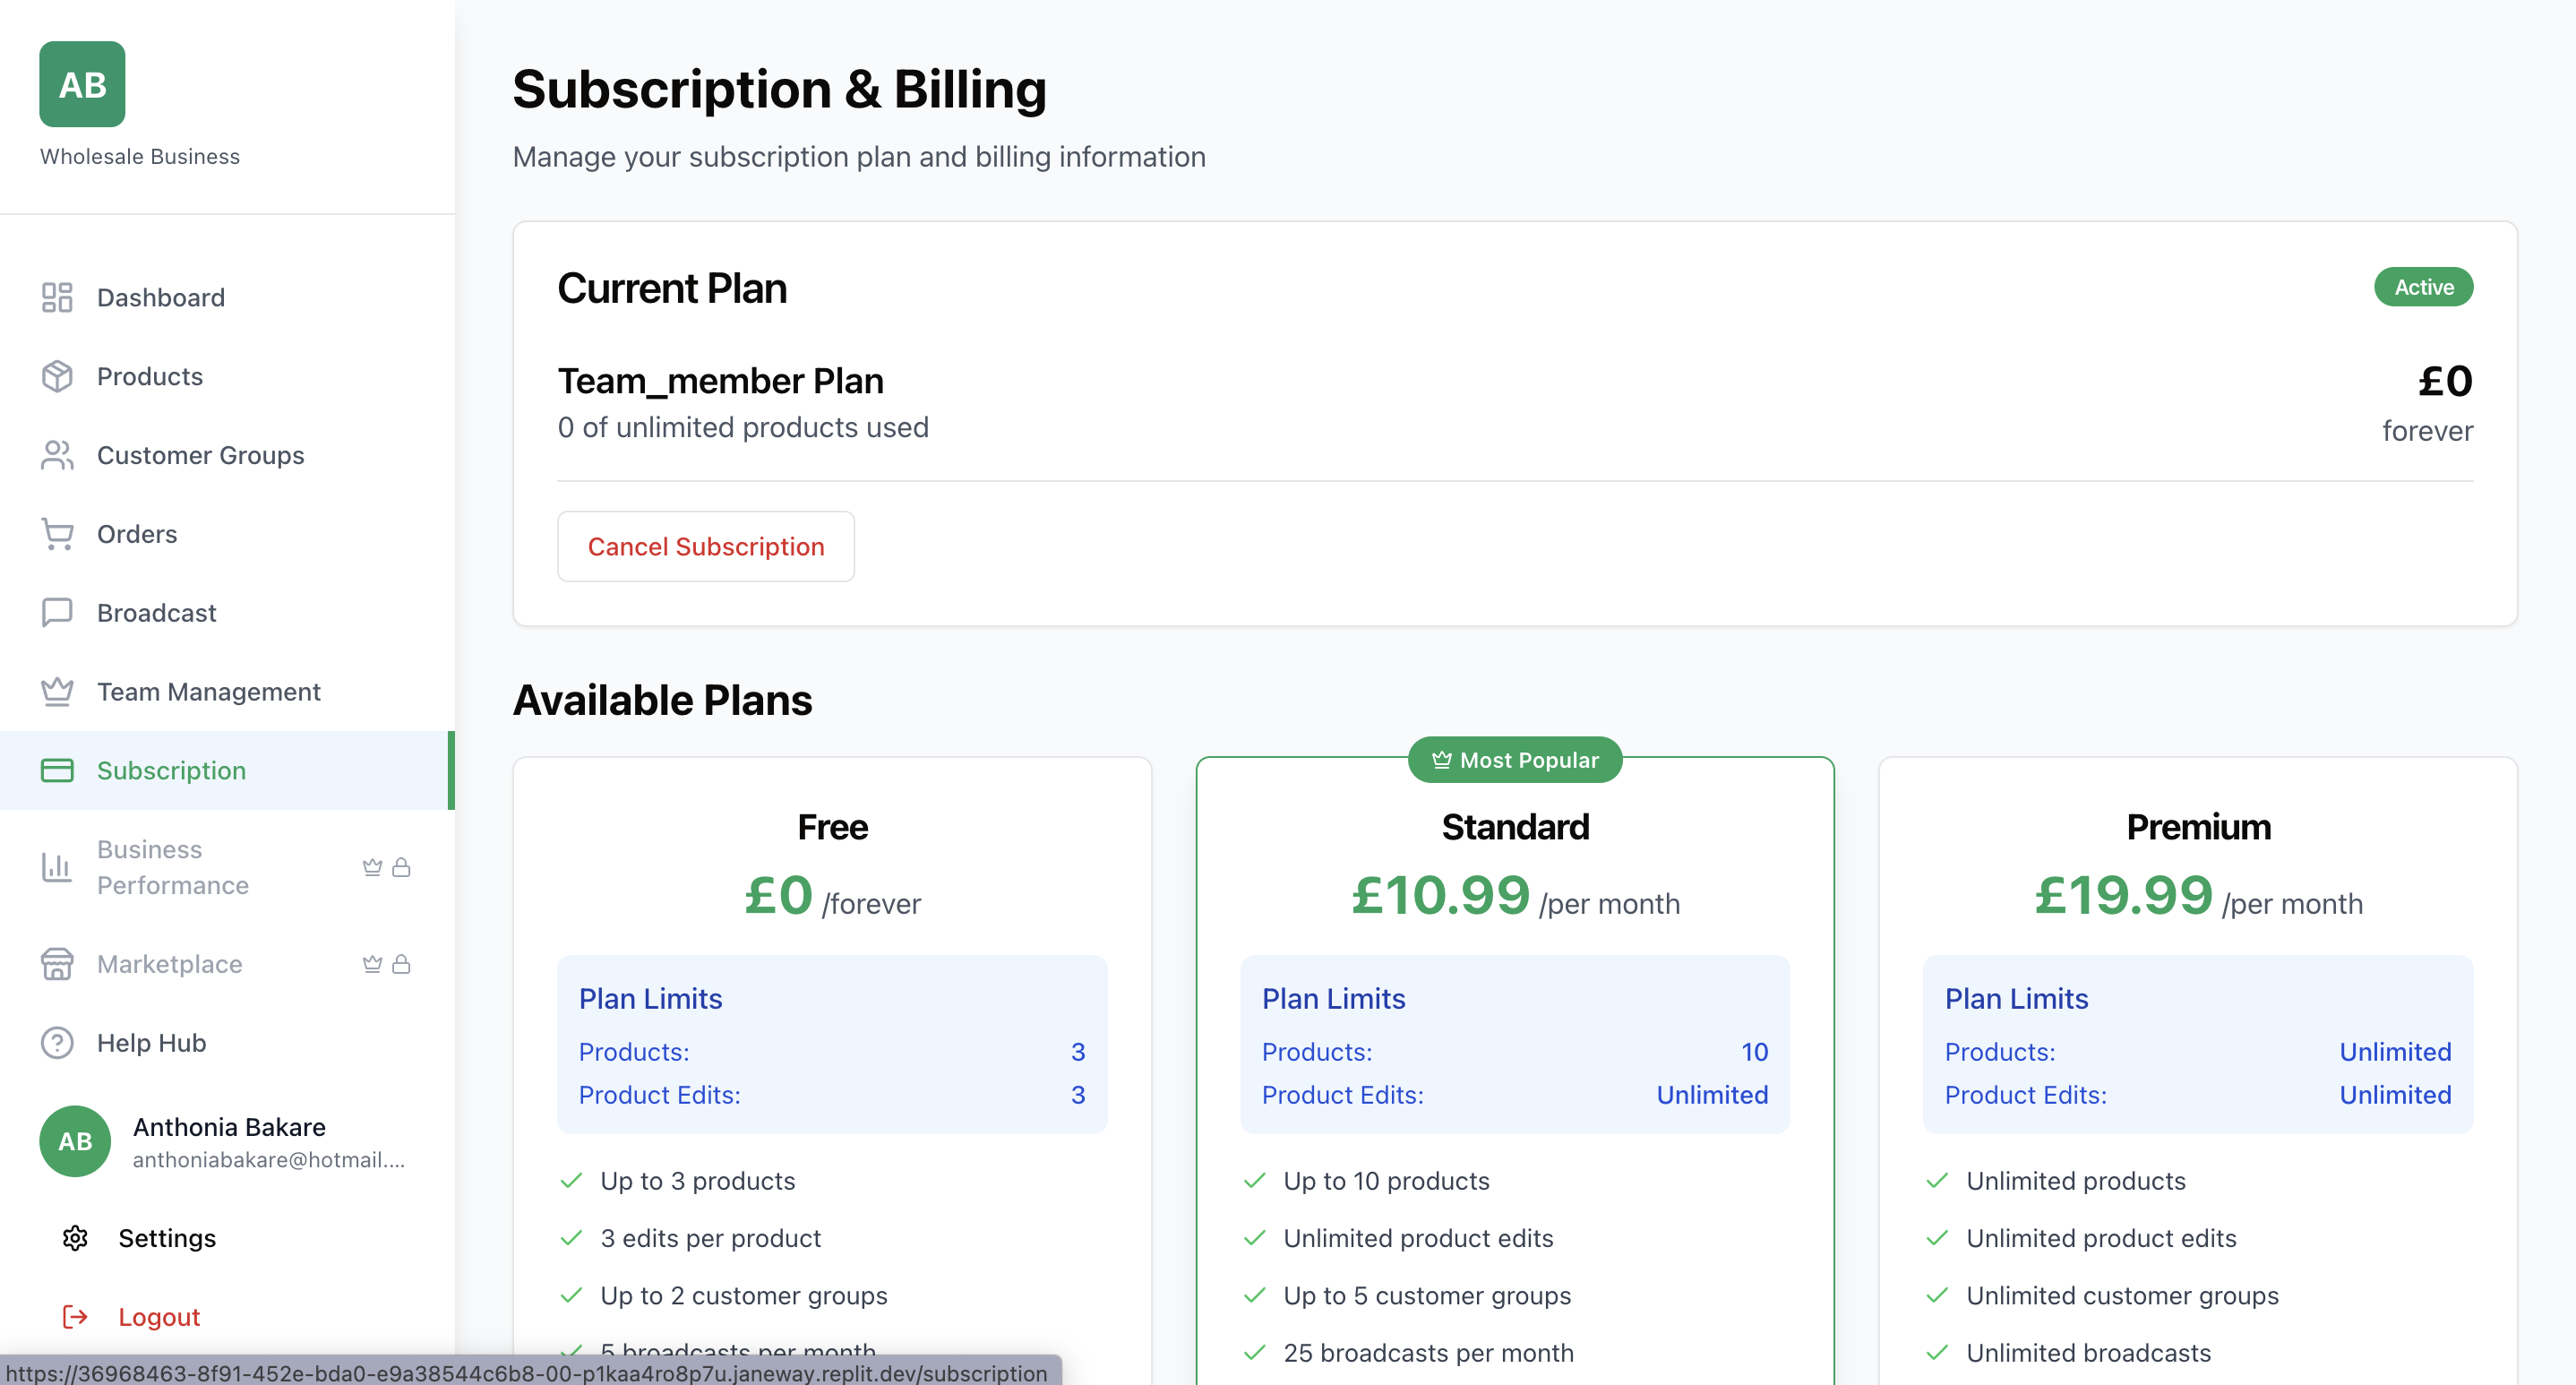 AB
Wholesale Business
Dashboard
Products
Customer Groups
Orders
Broadcast
Team Management
Subscription
Business
Performance
Marketplace
Help Hub
AB
Anthonia Bakare
anthoniabakare@hotmail....
Settings
Logout
Subscription & Billing
Manage your subscription plan and billing information
Current Plan
Active
Team_member Plan
£0
0 of unlimited products used
forever
Cancel Subscription
Available Plans
Free
£0 /forever
Plan Limits
Products: 3
Product Edits: 3
Up to 3 products
3 edits per product
Up to 2 customer groups
5 broadcasts per month
Most Popular
Standard
£10.99 /per month
Plan Limits
Products: 10
Product Edits: Unlimited
Up to 10 products
Unlimited product edits
Up to 5 customer groups
25 broadcasts per month
Premium
£19.99 /per month
Plan Limits
Products: Unlimited
Product Edits: Unlimited
Unlimited products
Unlimited product edits
Unlimited customer groups
Unlimited broadcasts
https://36968463-8f91-452e-bda0-e9a38544c6b8-00-p1kaa4ro8p7u.janeway.replit.dev/subscription